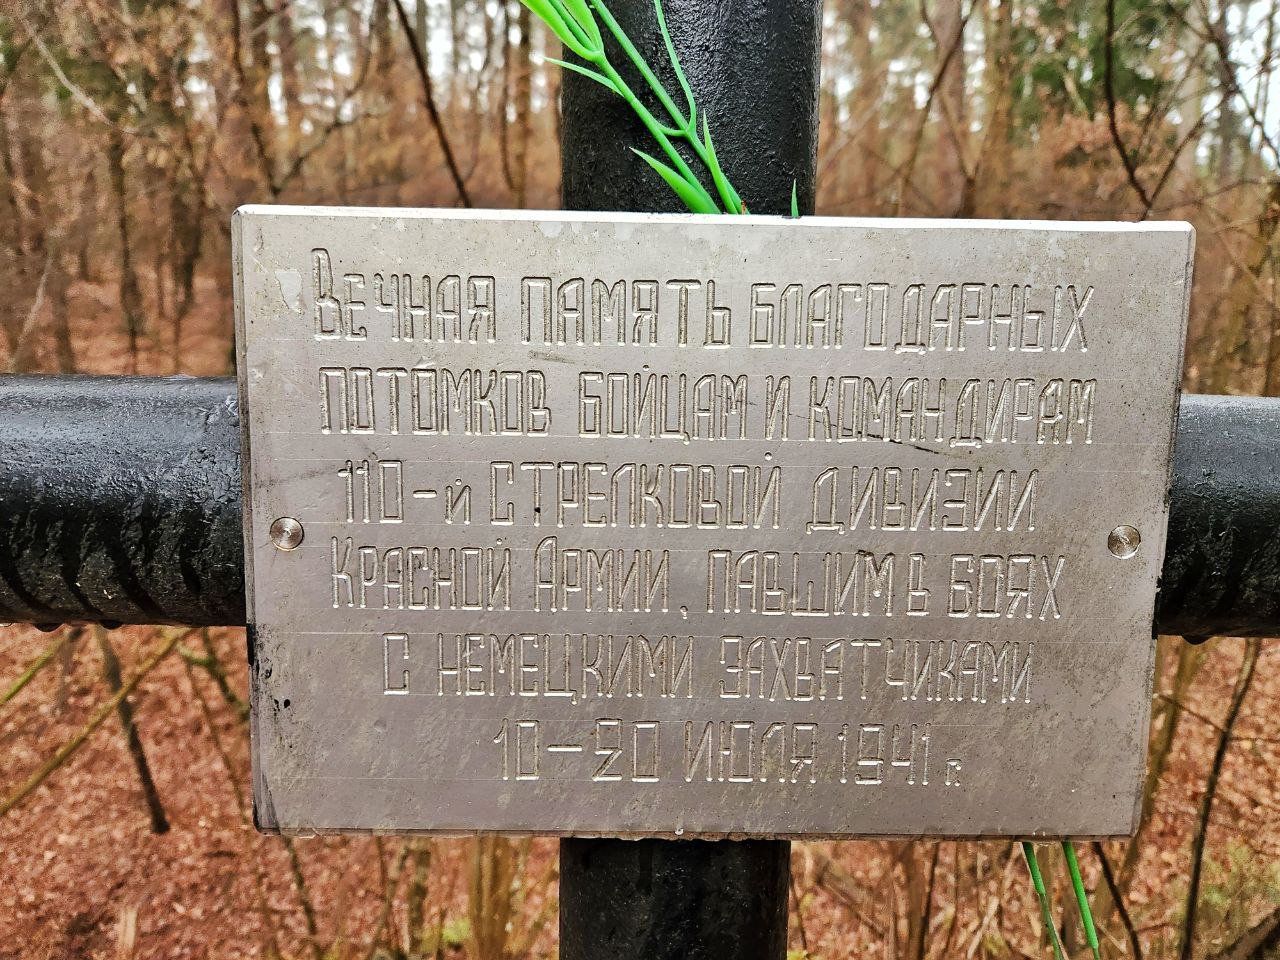 Вечная память благодарных
потомков бойцам и командирам
110-й стрелковой дивизии
Красной Армии, павшим в боях
с немецкими захватчиками
10-20 июля 1941 г.